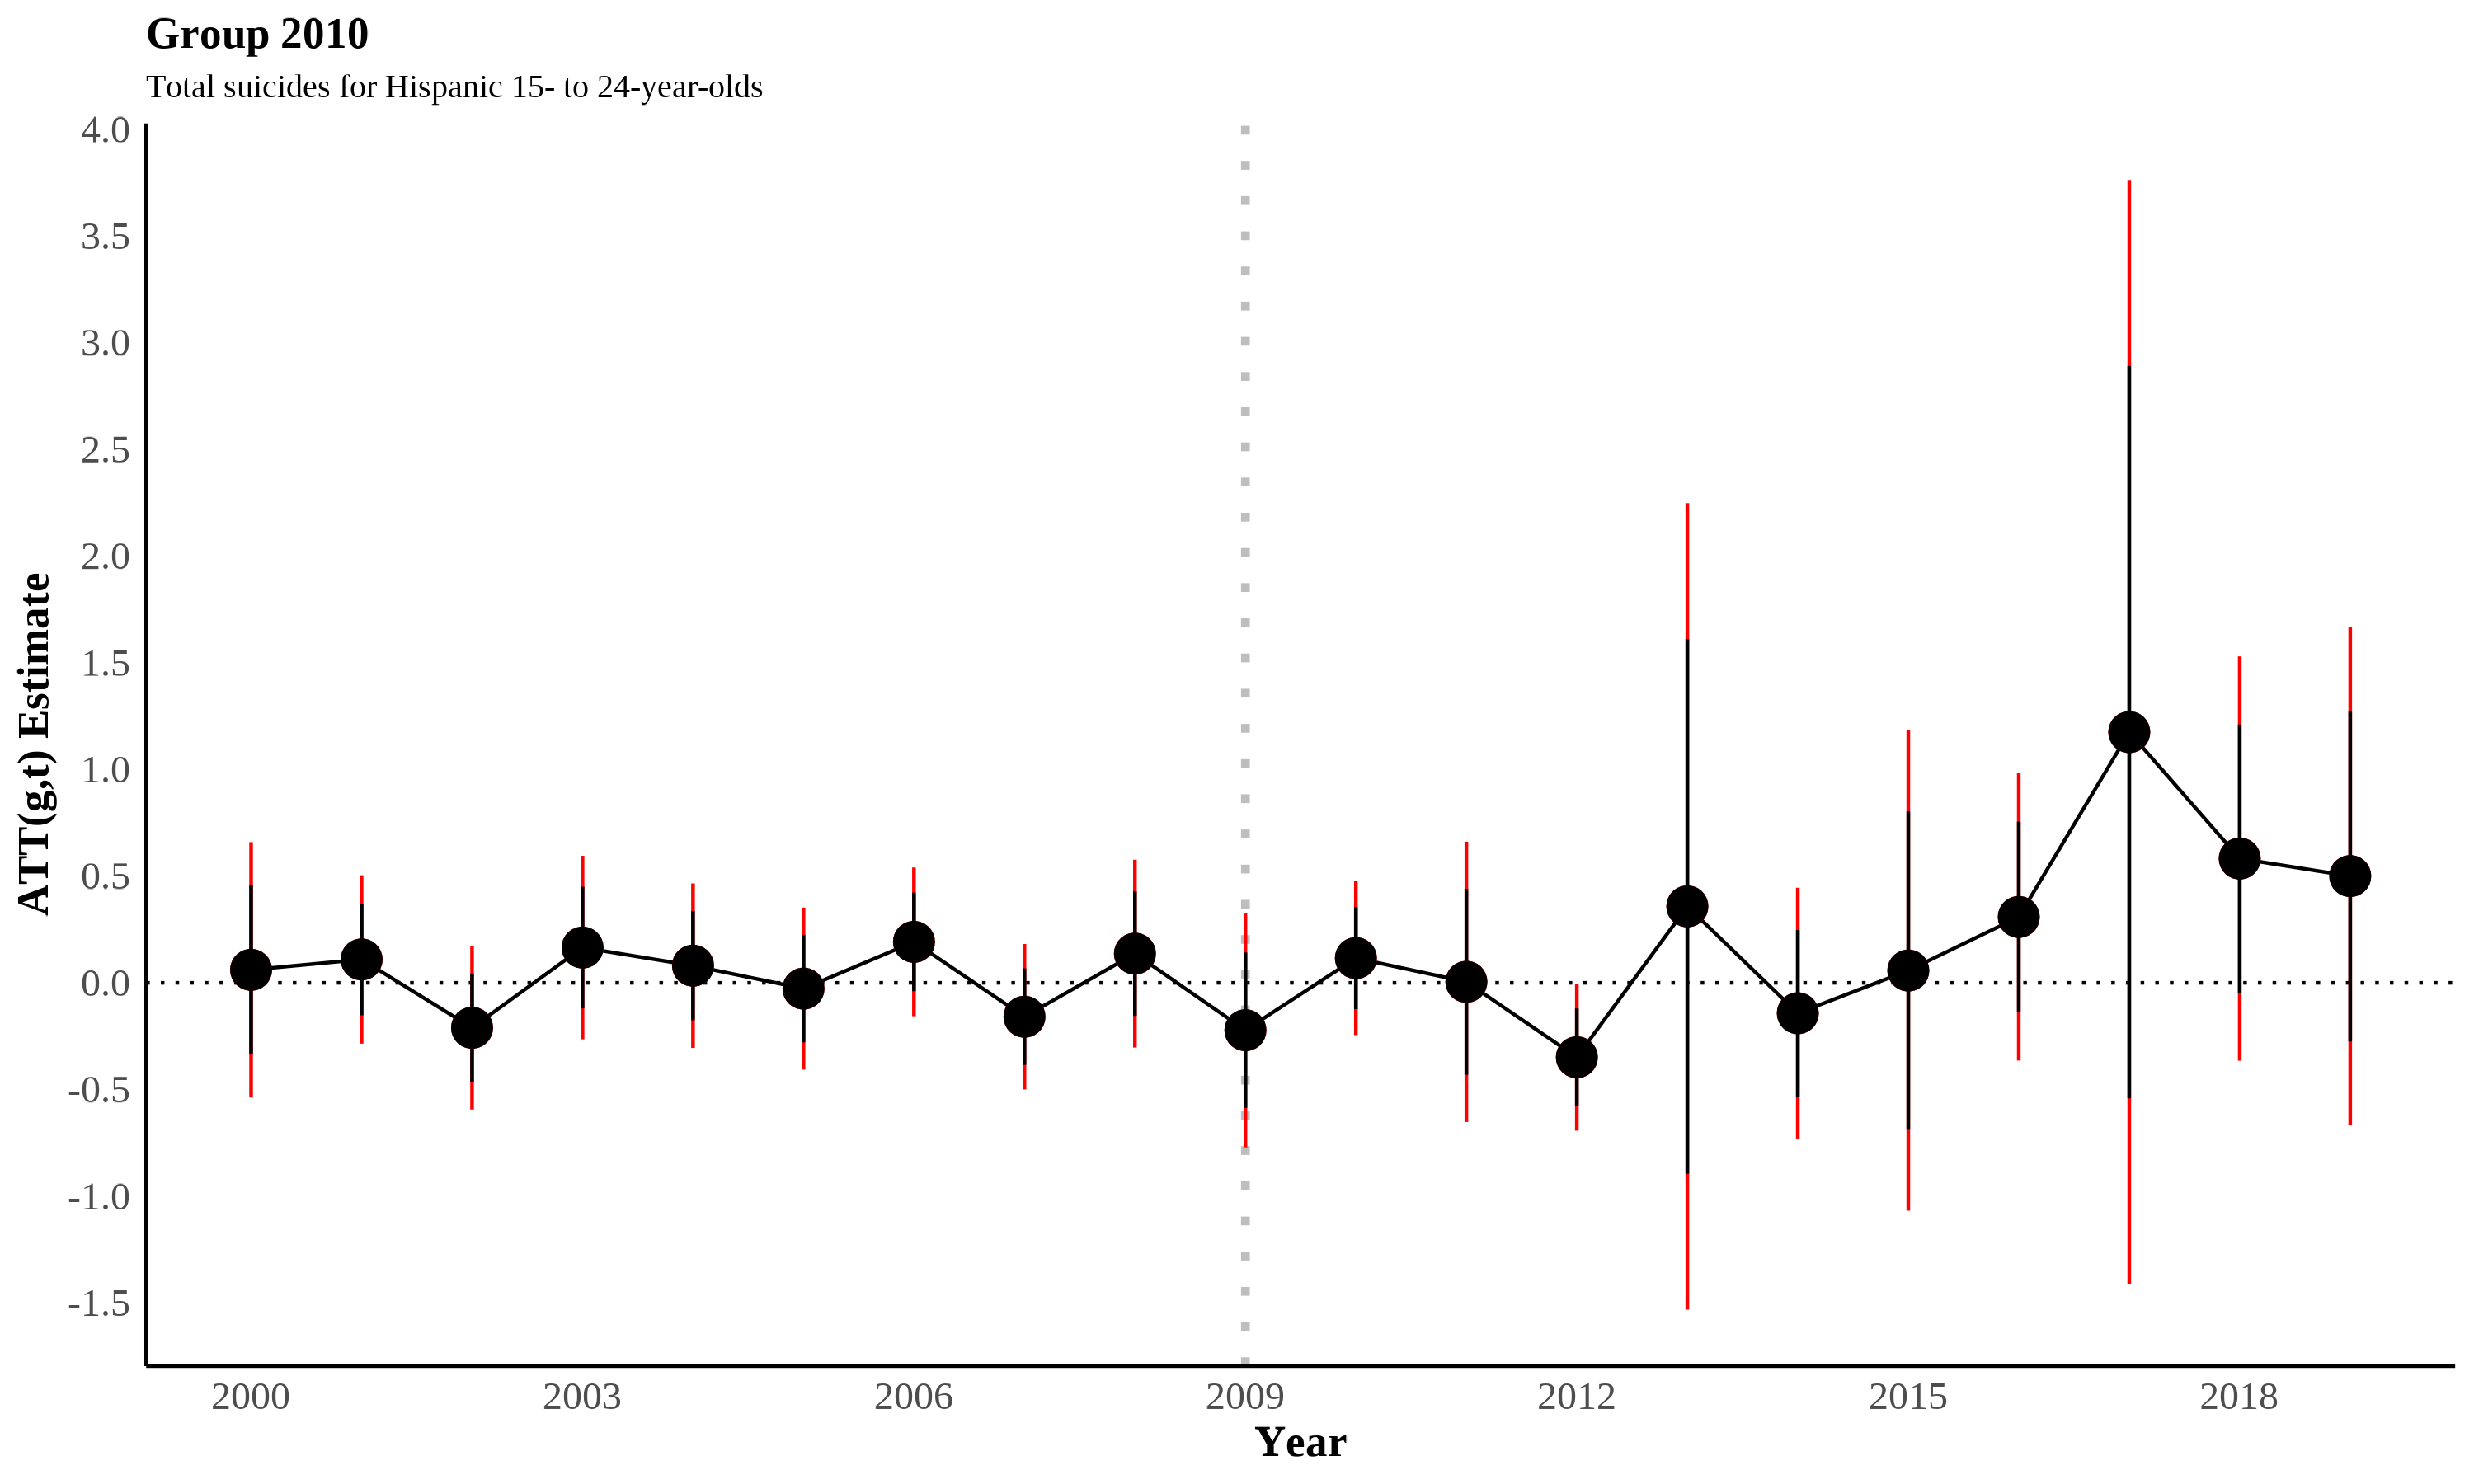 Group 2010
Total suicides for Hispanic 15- to 24-year-olds
ATT(g,t) Estimate
4.0
3.5
3.0
2.5
2.0
1.5
1.0
0.5
0.0
-0.5
-1.0
-1.5
2000 2003 2006 2009 2012 2015 2018
Year